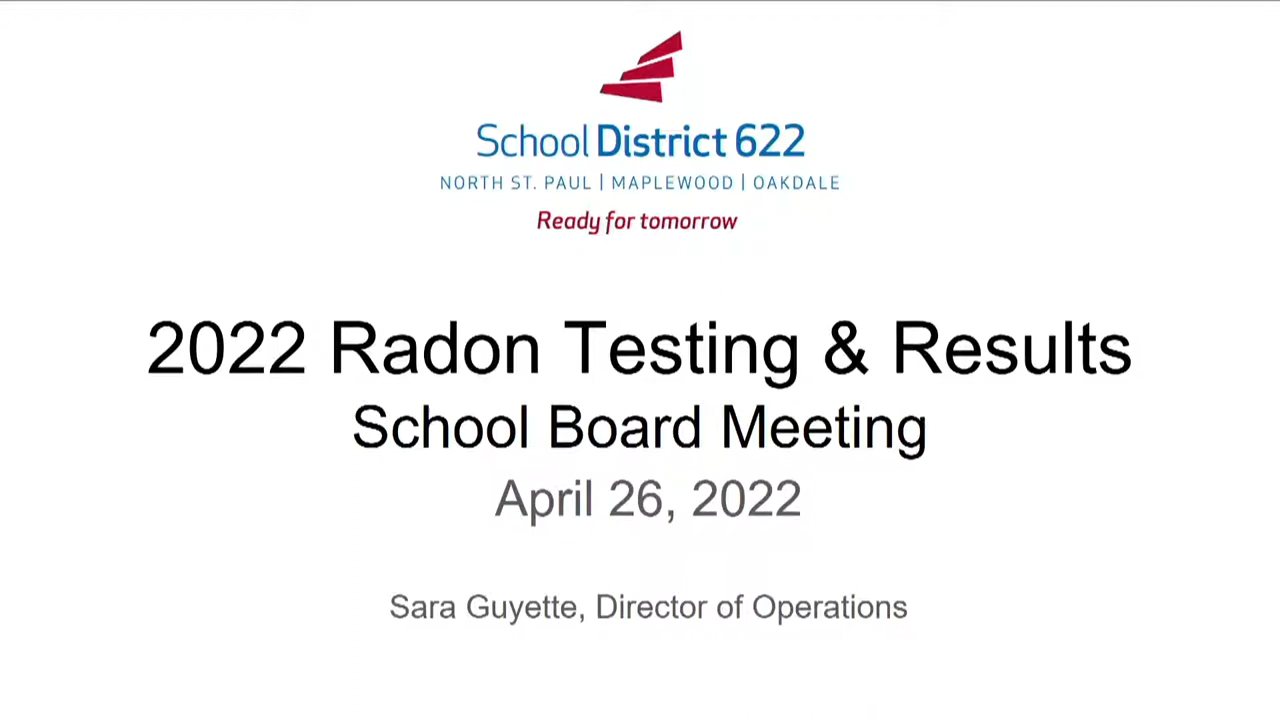 School District 622
NORTH ST. PAUL | MAPLEWOOD | OAKDALE
Ready for tomorrow
2022 Radon Testing & Results
School Board Meeting
April 26, 2022
Sara Guyette, Director of Operations